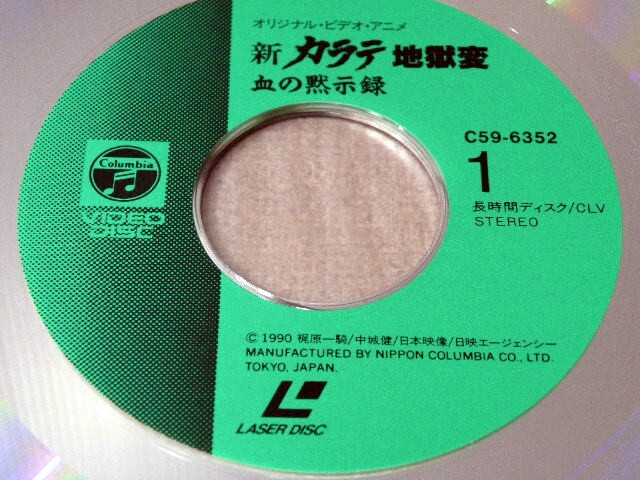 オリジナル・ビデオ・アニメ
新カラテ地獄変
血の黙示録
C59-6352
1
長時間ディスク/CLV
STEREO
Columbia
VIDEO
DISC
© 1990 梶原一騎/中城健/日本映像/日映エージェンシー
MANUFACTURED BY NIPPON COLUMBIA CO., LTD.
TOKYO, JAPAN.
LASER DISC